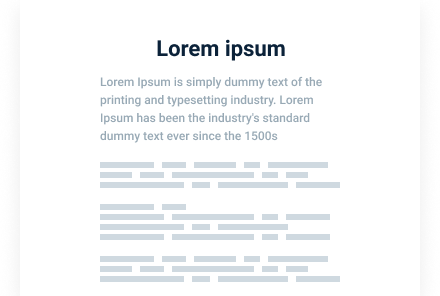 Lorem ipsum
Lorem Ipsum is simply dummy text of the
printing and typesetting industry. Lorem
Ipsum has been the industry's standard
dummy text ever since the 1500s